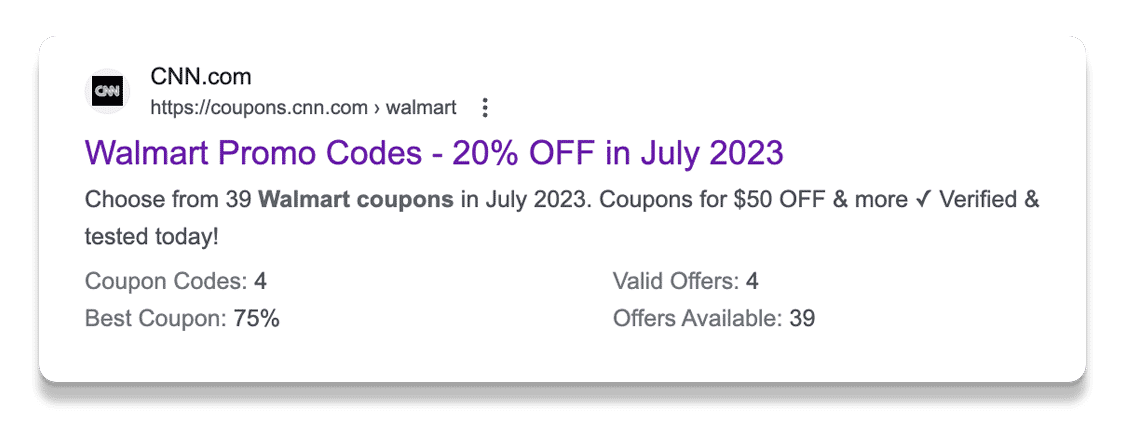 CNN
CNN.com
https://coupons.cnn.com › walmart
Walmart Promo Codes - 20% OFF in July 2023
Choose from 39 Walmart coupons in July 2023. Coupons for $50 OFF & more ✓ Verified &
tested today!
Coupon Codes: 4 Valid Offers: 4
Best Coupon: 75% Offers Available: 39